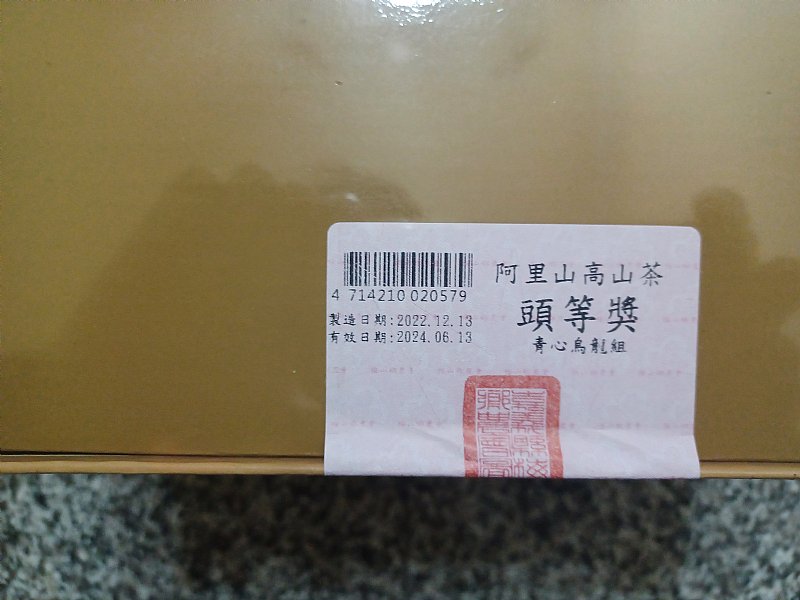 4 714210 020579
製造日期:2022.12.13
有效日期:2024.06.13
阿里山高山茶
頭等獎
青心烏龍組